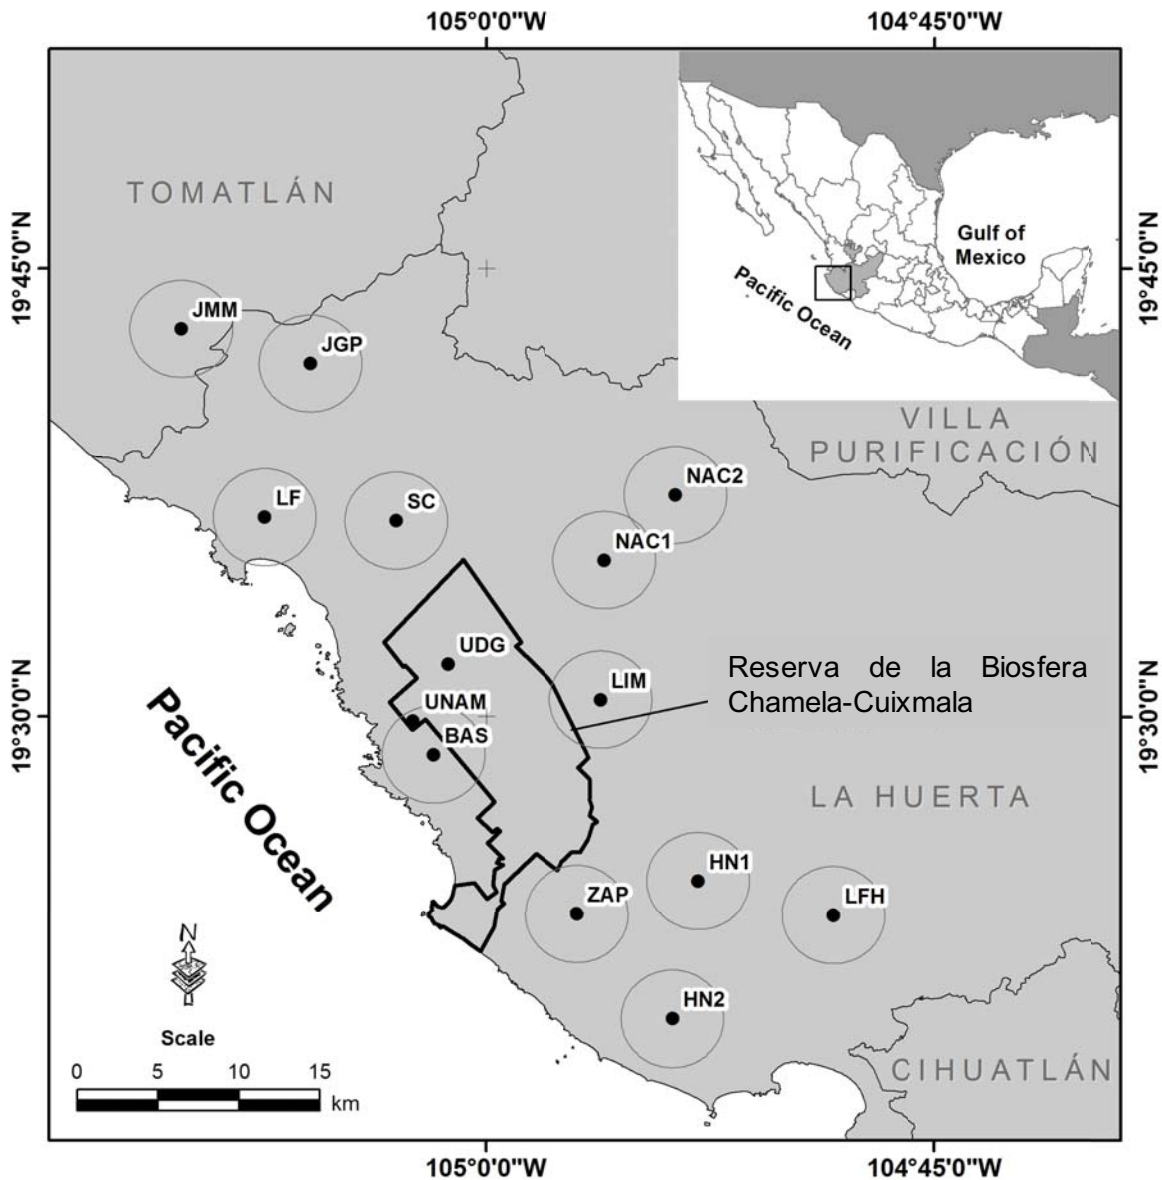 105°0'0"W
104°45'0"W
TOMATLÁN
Gulf of
Mexico
Pacific Ocean
19°45'0"N
19°45'0"N
JMM
JGP
VILLA
PURIFICACIÓN
NAC2
LF
SC
NAC1
UDG
LIM
Reserva de la Biosfera
Chamela-Cuixmala
UNAM
BAS
19°30'0"N
19°30'0"N
Pacific Ocean
LA HUERTA
HN1
ZAP
LFH
N
HN2
Scale
0 5 10 15
km
CIHUATLÁN
105°0'0"W
104°45'0"W